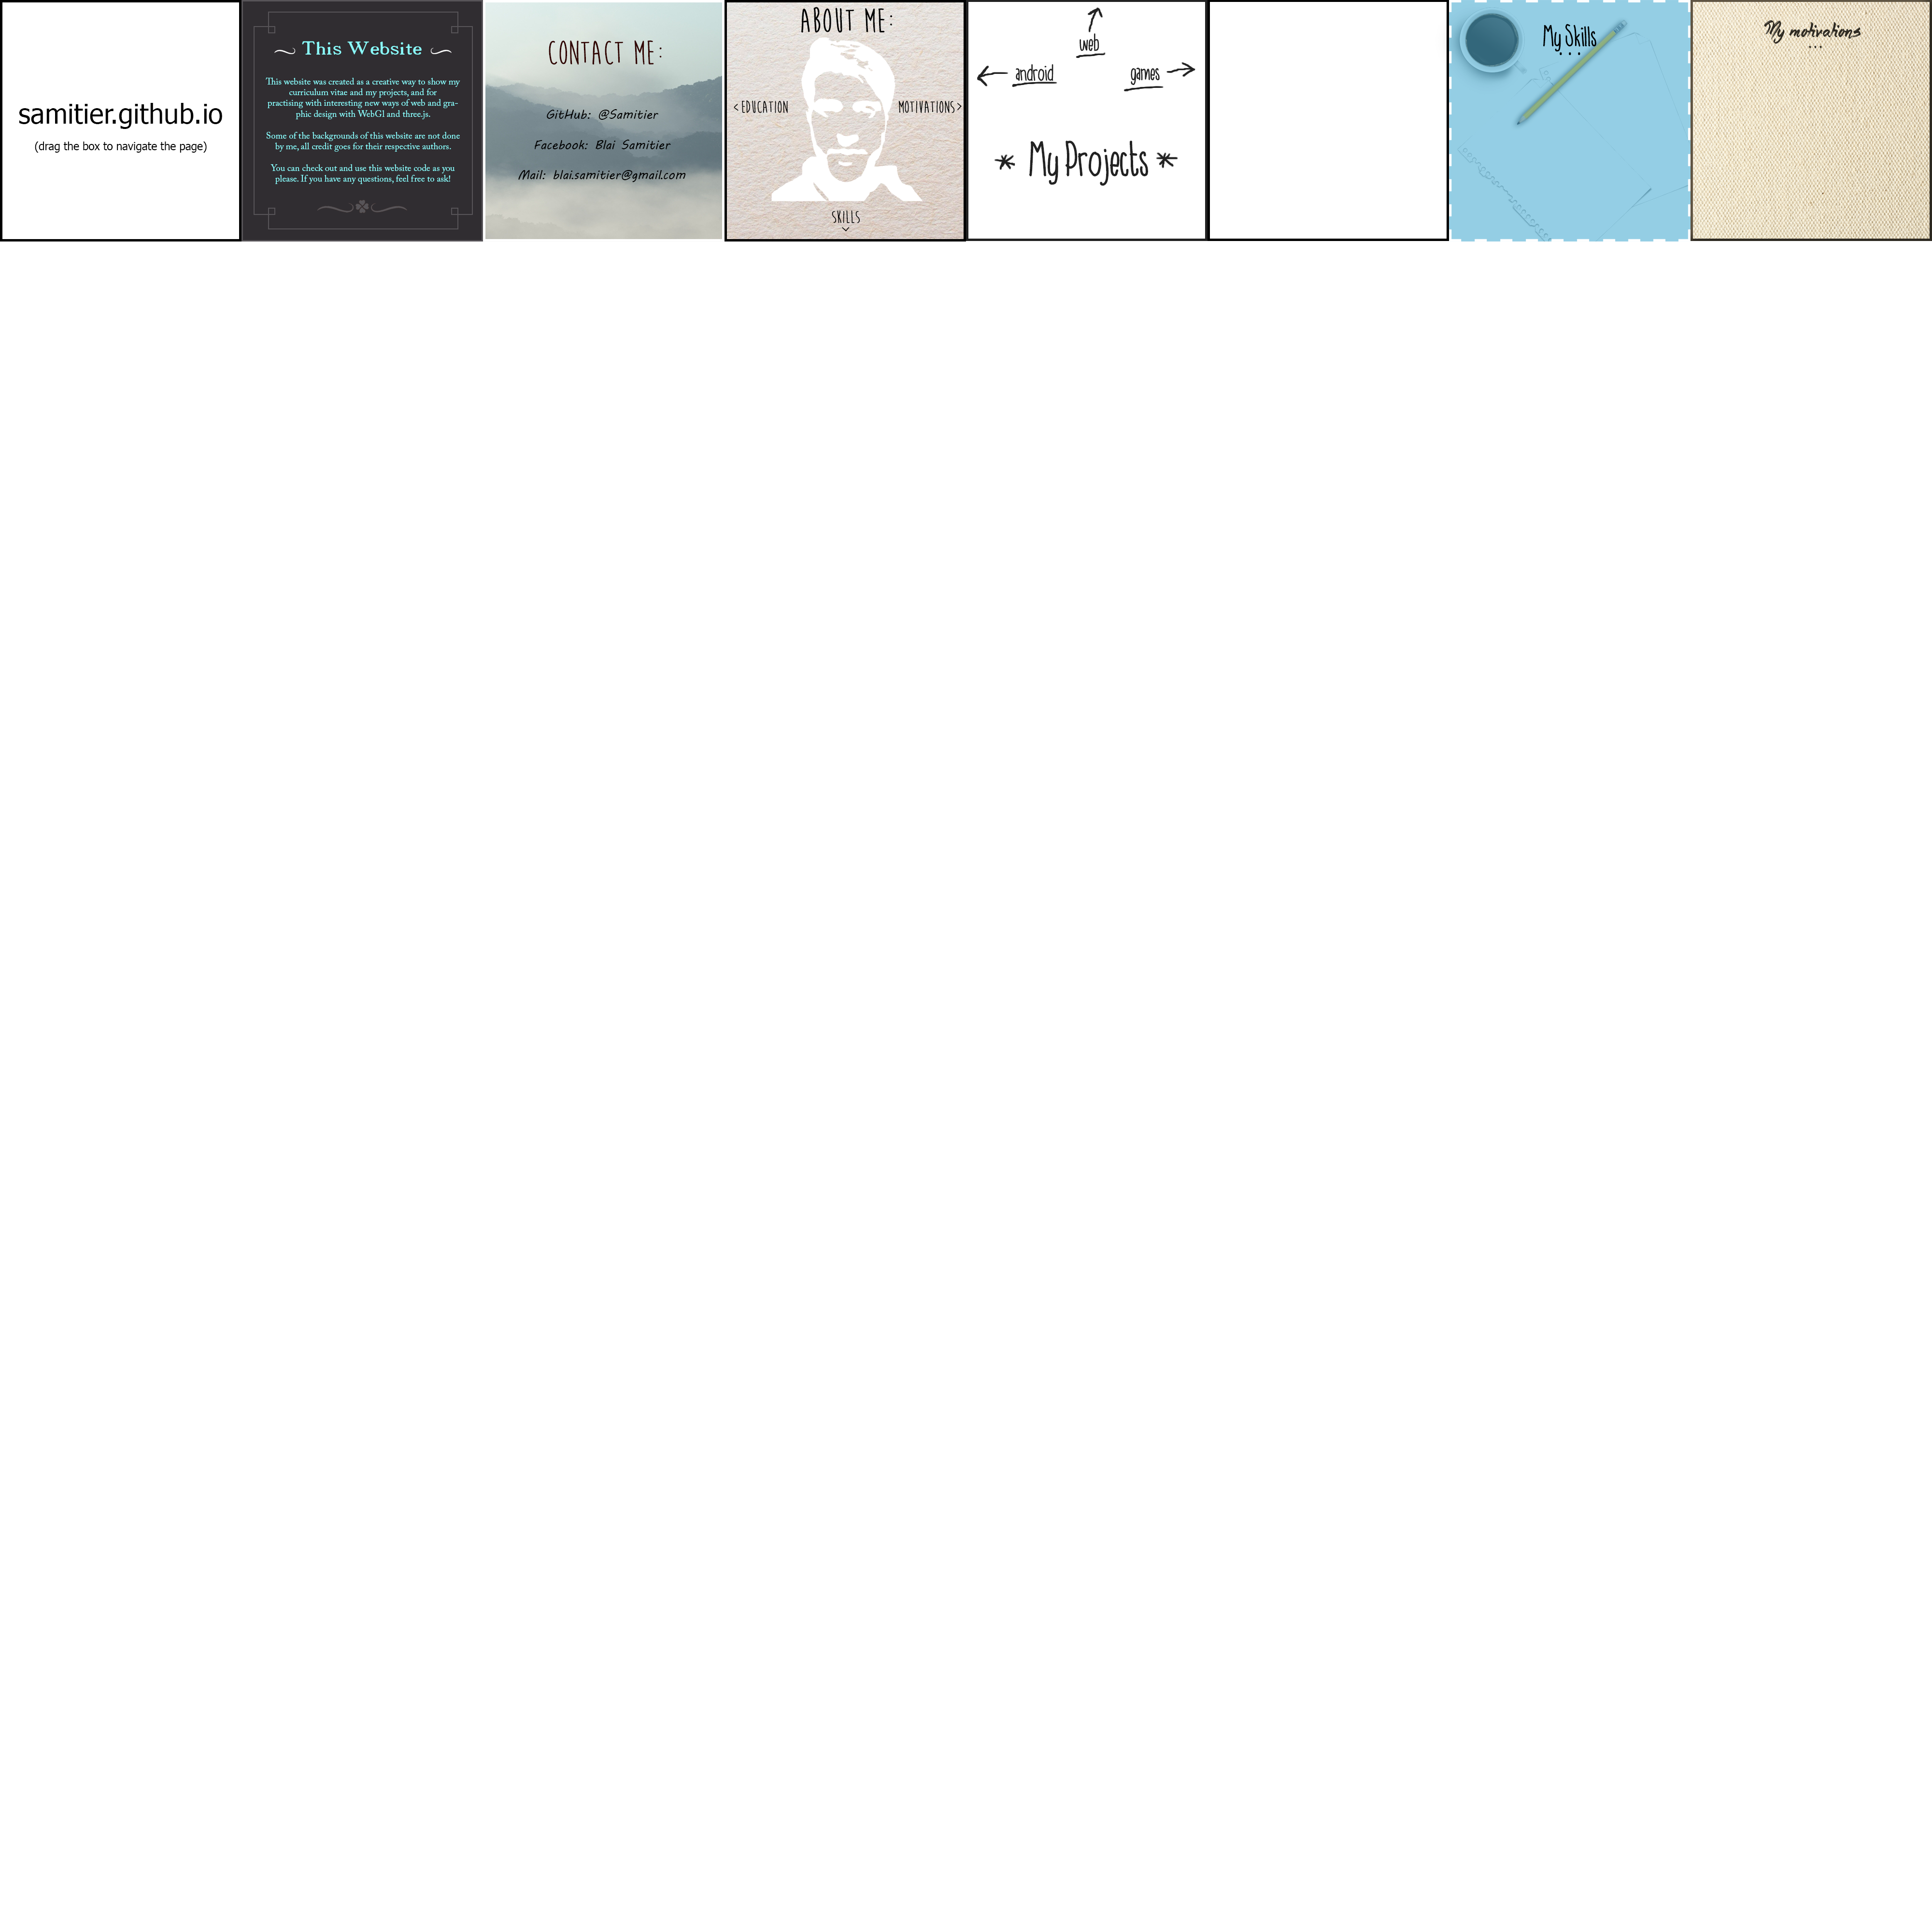 samitier.github.io
(drag the box to navigate the page)
This Website
This website was created as a creative way to show my
curriculum vitae and my projects, and for
practising with interesting new ways of web and gra-
phic design with WebGl and three.js.
Some of the backgrounds of this website are not done
by me, all credit goes for their respective authors.
You can check out and use this website code as you
please. If you have any questions, feel free to ask!
CONTACT ME:
GitHub: @Samitier
Facebook: Blai Samitier
Mail: blai.samitier@gmail.com
ABOUT ME:
< EDUCATION
MOTIVATIONS >
SKILLS
web
android
games
* My Projects *
My Skills
...
My motivations
...